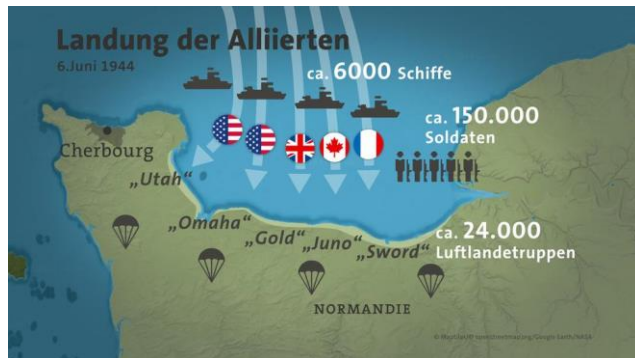 Landung der Alliierten
6.Juni 1944
ca. 6000 Schiffe
ca. 150.000
Soldaten
Cherbourg
„Utah“
„Omaha“
„Gold“
„Juno“
„Sword“
ca. 24.000
Luftlandetruppen
NORMANDIE